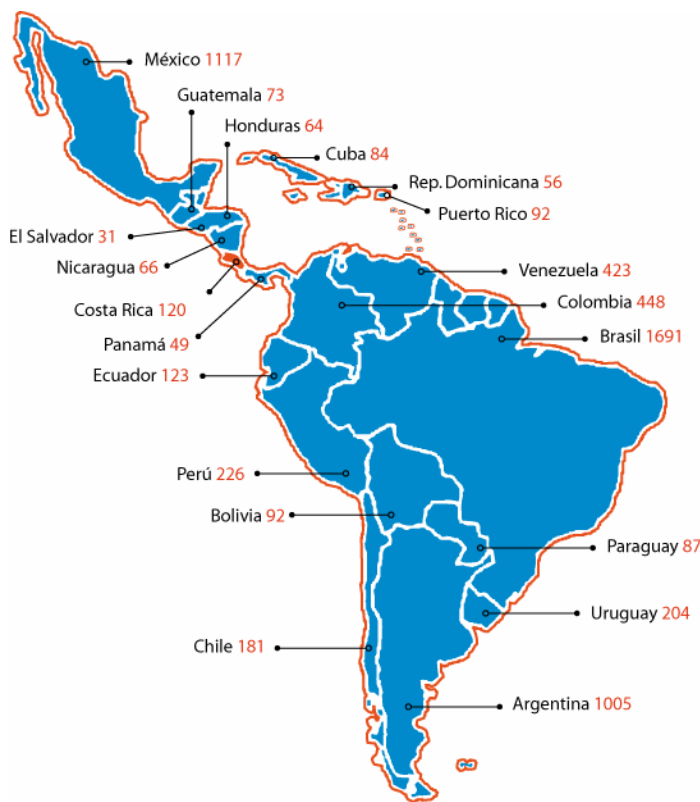 México 1117
Guatemala 73
Honduras 64
Cuba 84
Rep. Dominicana 56
Puerto Rico 92
El Salvador 31
Nicaragua 66
Venezuela 423
Costa Rica 120
Colombia 448
Panamá 49
Brasil 1691
Ecuador 123
Perú 226
Bolivia 92
Paraguay 87
Uruguay 204
Chile 181
Argentina 1005